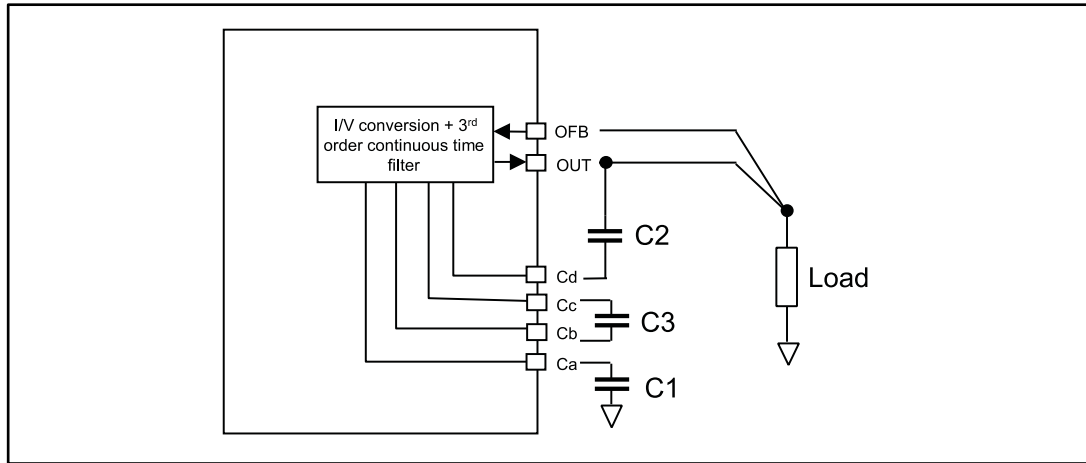 I/V conversion + 3rd
order continuous time
filter
OFB
OUT
C2
Cd
Cc
C3
Cb
Ca
C1
Load